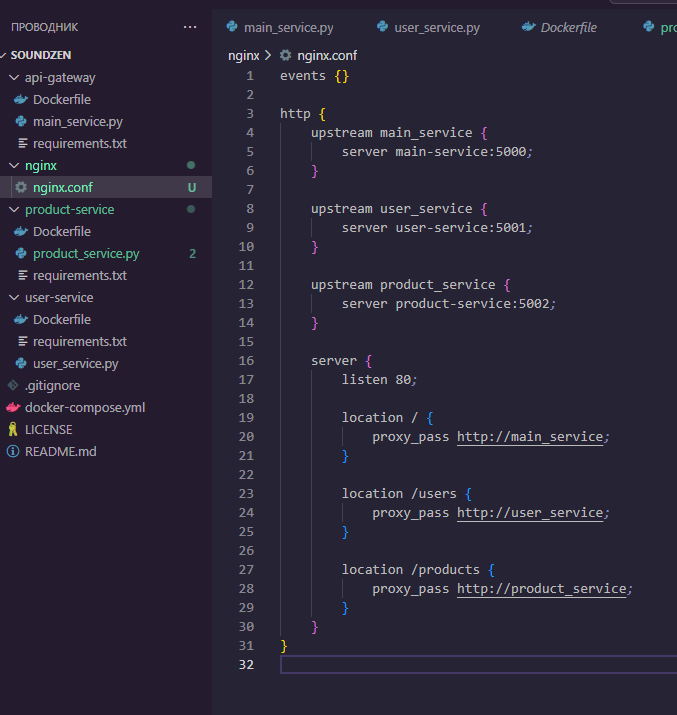 ПРОВОДНИК ...
SOUNDZEN
api-gateway
Dockerfile
main_service.py
requirements.txt
nginx
nginx.conf U
product-service
Dockerfile
product_service.py 2
requirements.txt
user-service
Dockerfile
requirements.txt
user_service.py
.gitignore
docker-compose.yml
LICENSE
README.md
main_service.py user_service.py Dockerfile pro
nginx > nginx.conf
1 events {}
2
3 http {
4 upstream main_service {
5 server main-service:5000;
6 }
7
8 upstream user_service {
9 server user-service:5001;
10 }
11
12 upstream product_service {
13 server product-service:5002;
14 }
15
16 server {
17 listen 80;
18
19 location / {
20 proxy_pass http://main_service;
21 }
22
23 location /users {
24 proxy_pass http://user_service;
25 }
26
27 location /products {
28 proxy_pass http://product_service;
29 }
30 }
31 }
32